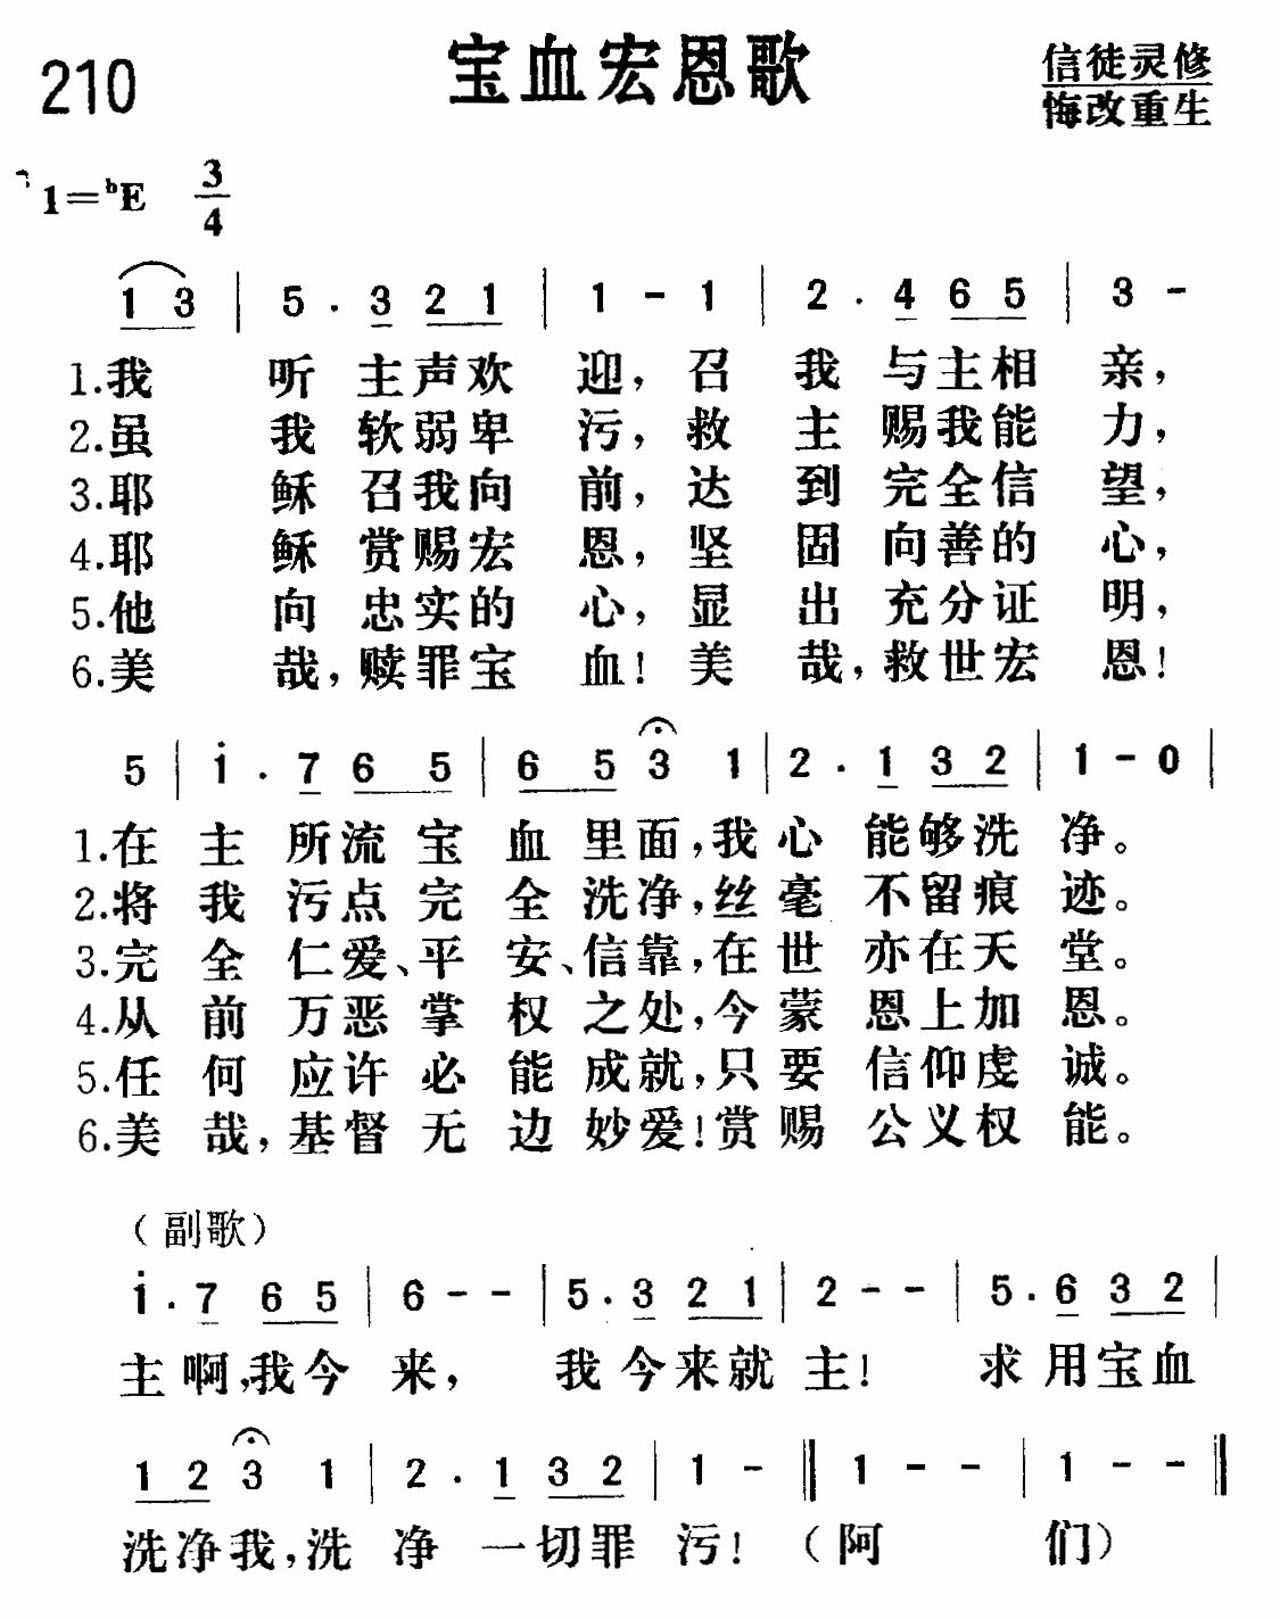 210
宝血宏恩歌
信徒灵修
悔改重生
1=ᵇE 3/4
1 3 | 5 . 3 2 1 | 1 - 1 | 2 . 4 6 5 | 3 -
1.我 听 主声欢 迎,召 我 与主相 亲,
2.虽 我 软弱卑 污,救 主 赐我能 力,
3.耶 稣 召我向 前,达 到 完全信 望,
4.耶 稣 赏赐宏 恩,坚 固 向善的 心,
5.他 向 忠实的 心,显 出 充分证 明,
6.美 哉,赎罪宝 血!美 哉,救世宏 恩!
5 | i . 7 6 5 | 6 5 3 1 | 2 . 1 3 2 | 1 - 0 |
1.在 主 所流 宝 血 里面,我 心 能够洗 净。
2.将 我 污点 完 全 洗净,丝 毫 不留痕 迹。
3.完 全 仁爱、平 安、信靠,在 世 亦在天 堂。
4.从 前 万恶 掌 权 之处,今 蒙 恩上加 恩。
5.任 何 应许 必 能 成就,只 要 信仰虔 诚。
6.美 哉,基督 无 边 妙爱!赏 赐 公义权 能。
(副歌)
i . 7 6 5 | 6 - - | 5 . 3 2 1 | 2 - - | 5 . 6 3 2 |
主 啊,我今 来, 我 今来就 主! 求 用宝血
1 2 3 1 | 2 . 1 3 2 | 1 - ‖ 1 - - | 1 - - ‖
洗净我,洗 净 一切罪 污!(阿 们)